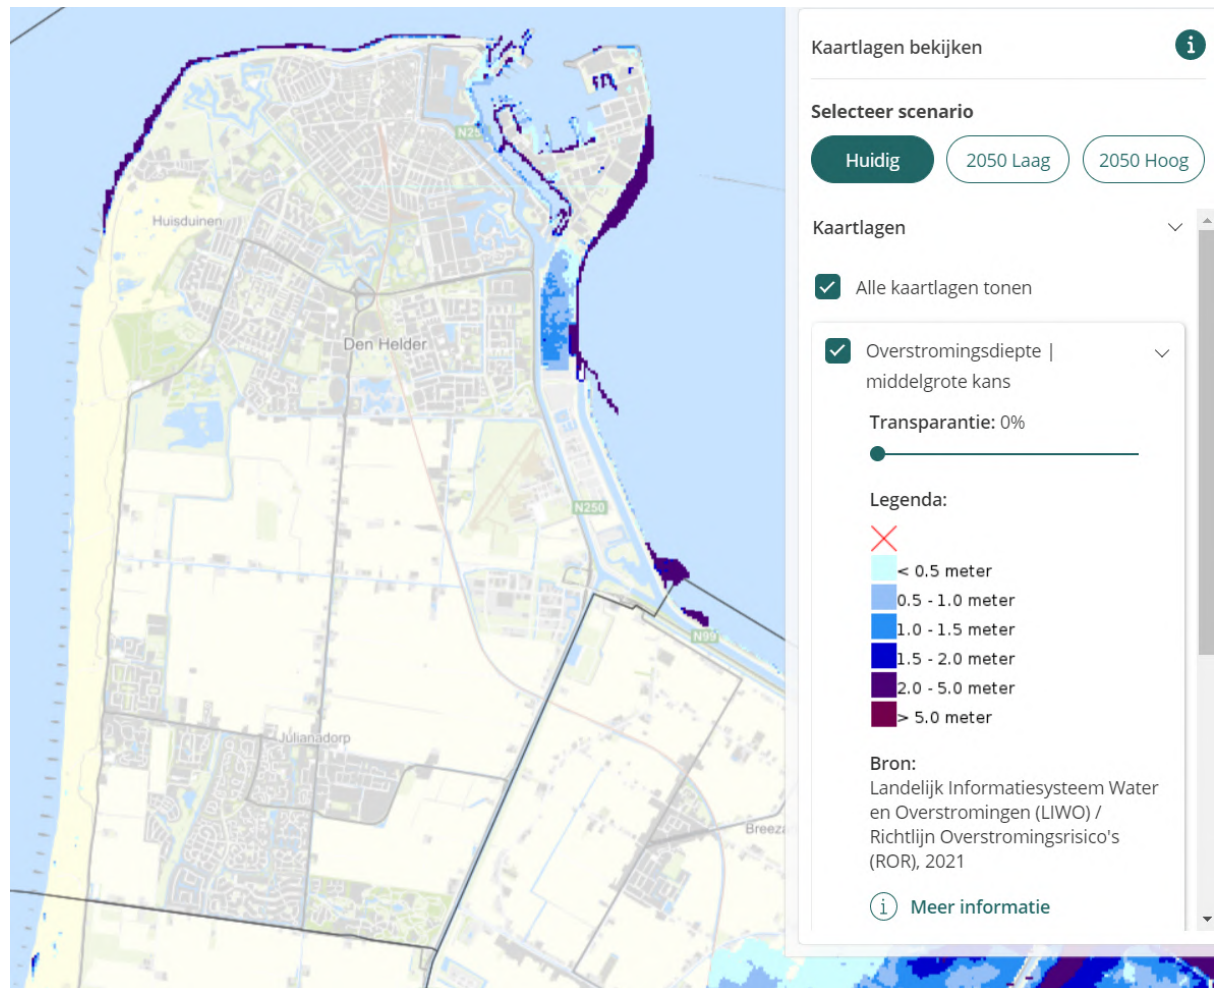 Kaartlagen bekijken
Selecteer scenario
Huidig
2050 Laag
2050 Hoog
Kaartlagen
Alle kaartlagen tonen
Overstromingsdiepte |
middelgrote kans
Transparantie: 0%
Legenda:
< 0.5 meter
0.5 - 1.0 meter
1.0 - 1.5 meter
1.5 - 2.0 meter
2.0 - 5.0 meter
> 5.0 meter
Bron:
Landelijk Informatiesysteem Water
en Overstromingen (LIWO) /
Richtlijn Overstromingsrisico's
(ROR), 2021
Meer informatie
N25
Huisduinen
Den Helder
N250
N99
Julianadorp
Breeza